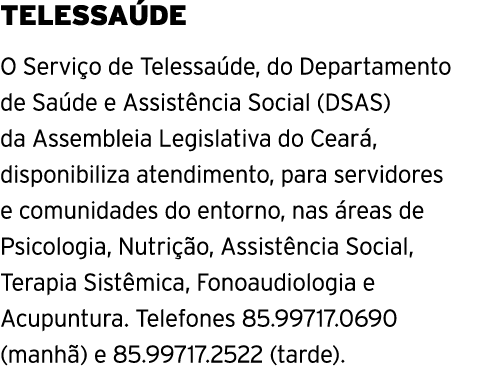 TELESSAÚDE
O Serviço de Telessaúde, do Departamento
de Saúde e Assistência Social (DSAS)
da Assembleia Legislativa do Ceará,
disponibiliza atendimento, para servidores
e comunidades do entorno, nas áreas de
Psicologia, Nutrição, Assistência Social,
Terapia Sistêmica, Fonoaudiologia e
Acupuntura. Telefones 85.99717.0690
(manhã) e 85.99717.2522 (tarde).